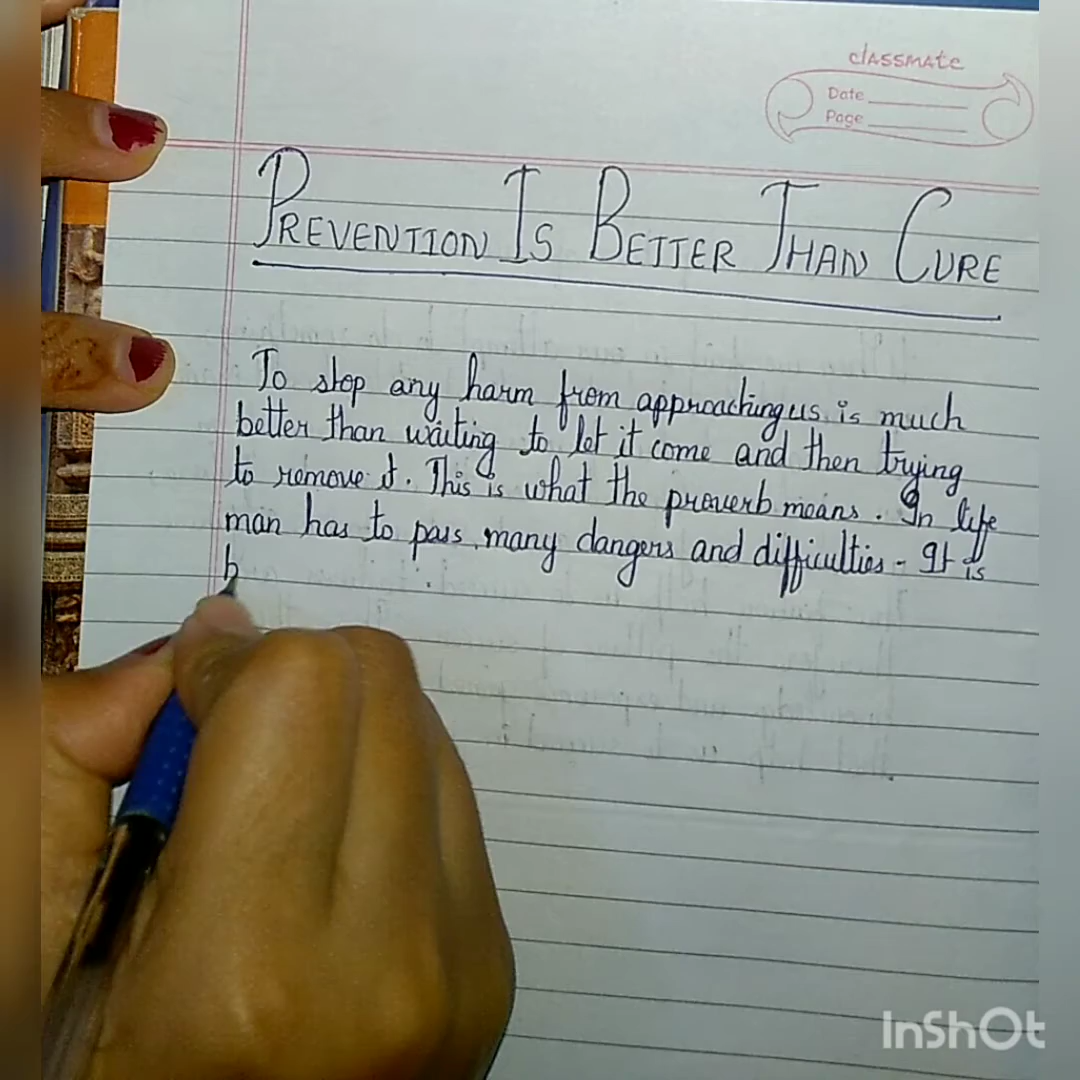 classmate
Date
Page
PREVENTION IS BETTER THAN CURE
To stop any harm from approaching us is much
better than waiting to let it come and then trying
to remove it. This is what the proverb means. In life
man has to pass many dangers and difficulties - It is
b
InShOt